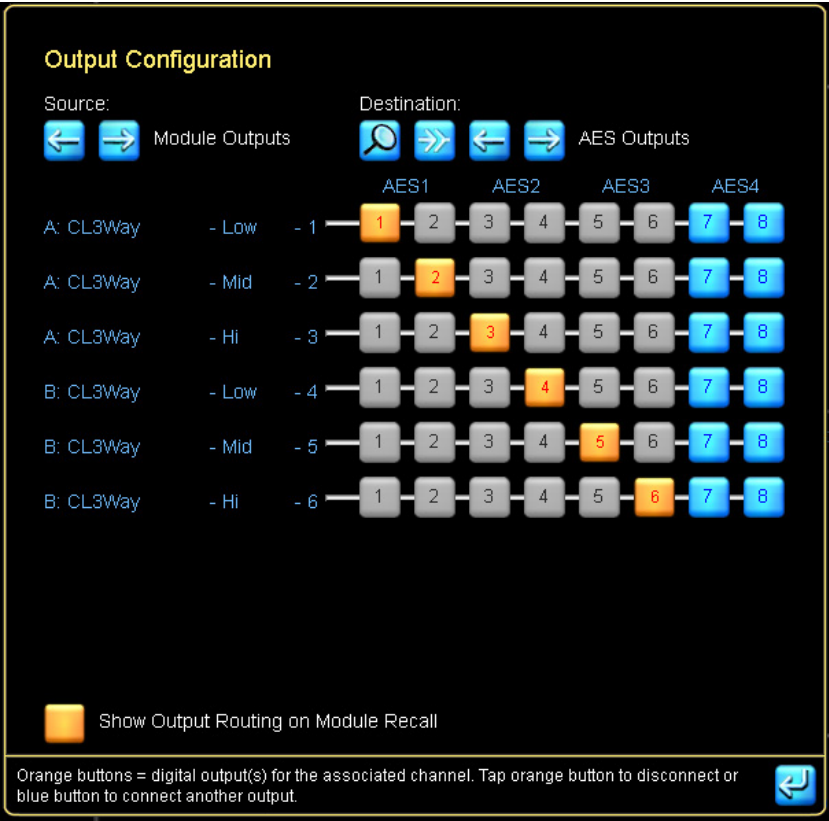 Output Configuration
Source: Destination:
Module Outputs AES Outputs
AES1 AES2 AES3 AES4
A: CL3Way - Low - 1 1 2 3 4 5 6 7 8
A: CL3Way - Mid - 2 1 2 3 4 5 6 7 8
A: CL3Way - Hi - 3 1 2 3 4 5 6 7 8
B: CL3Way - Low - 4 1 2 3 4 5 6 7 8
B: CL3Way - Mid - 5 1 2 3 4 5 6 7 8
B: CL3Way - Hi - 6 1 2 3 4 5 6 7 8
Show Output Routing on Module Recall
Orange buttons = digital output(s) for the associated channel. Tap orange button to disconnect or
blue button to connect another output.